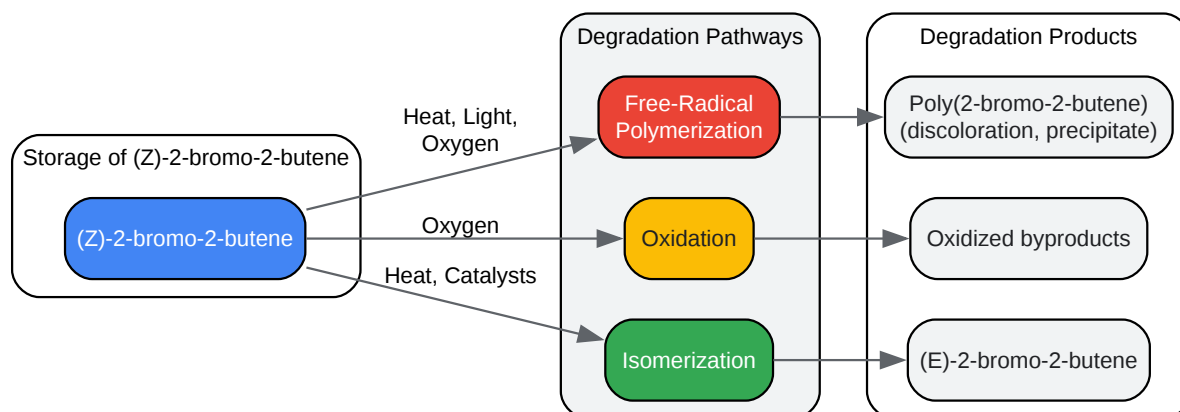 Degradation Pathways
Degradation Products
Free-Radical
Polymerization
Poly(2-bromo-2-butene)
(discoloration, precipitate)
Heat, Light,
Oxygen
Storage of (Z)-2-bromo-2-butene
(Z)-2-bromo-2-butene
Oxygen
Oxidation
Oxidized byproducts
Heat, Catalysts
Isomerization
(E)-2-bromo-2-butene